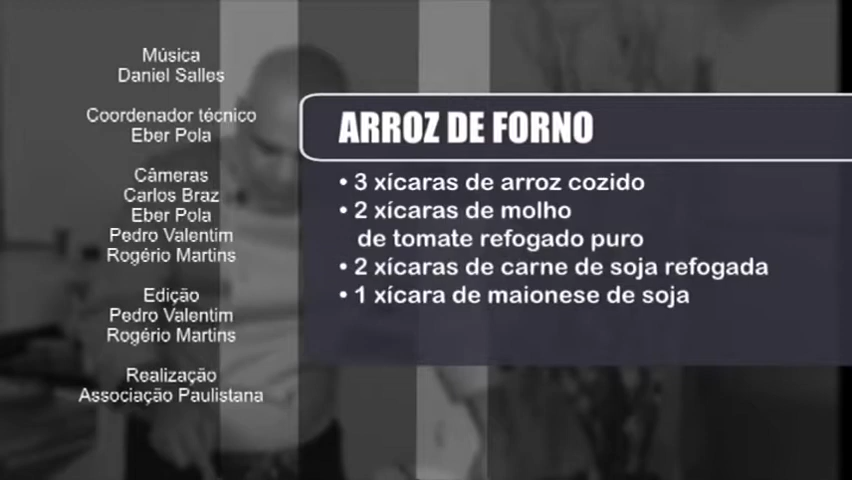 Música
Daniel Salles
Coordenador técnico
Eber Pola
Câmeras
Carlos Braz
Eber Pola
Pedro Valentim
Rogério Martins
Edição
Pedro Valentim
Rogério Martins
Realização
Associação Paulistana
ARROZ DE FORNO
• 3 xícaras de arroz cozido
• 2 xícaras de molho
de tomate refogado puro
• 2 xícaras de carne de soja refogada
• 1 xícara de maionese de soja